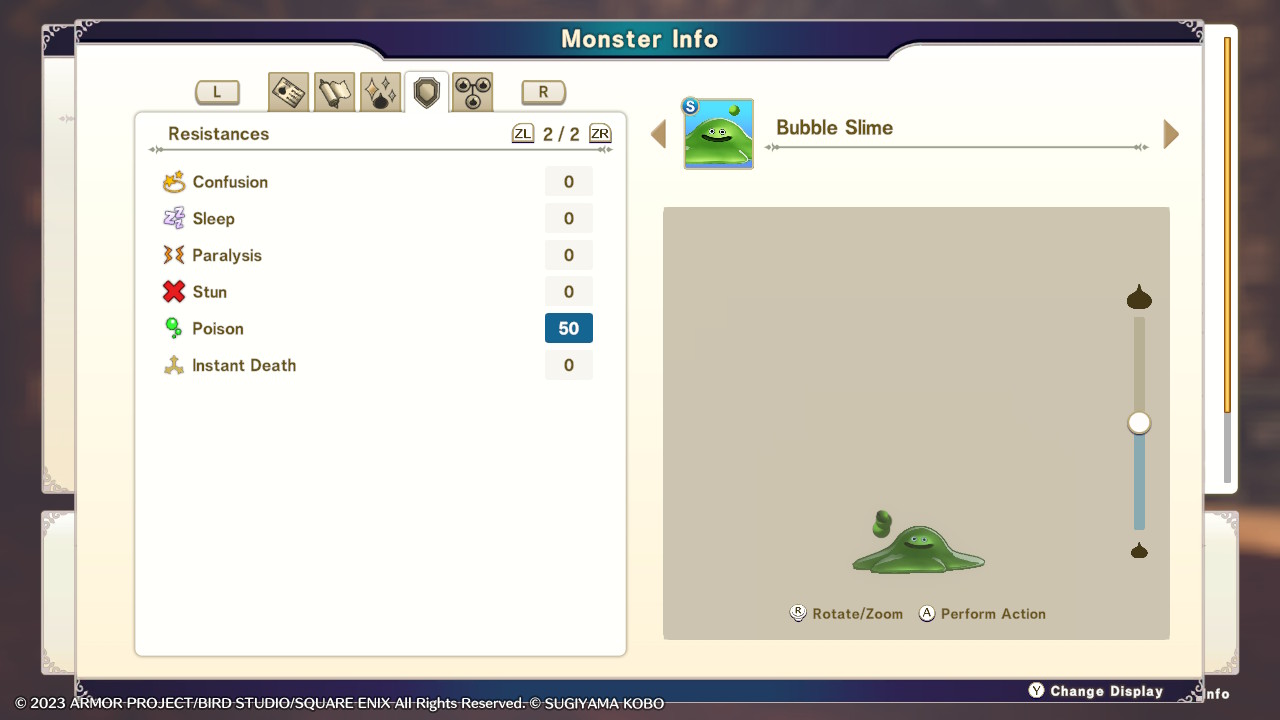 Monster Info
L
R
Resistances
ZL 2 / 2 ZR
S
Bubble Slime
Confusion 0
Sleep 0
Paralysis 0
Stun 0
Poison 50
Instant Death 0
R Rotate/Zoom A Perform Action
Y Change Display
nfo
© 2023 ARMOR PROJECT/BIRD STUDIO/SQUARE ENIX All Rights Reserved. © SUGIYAMA KOBO